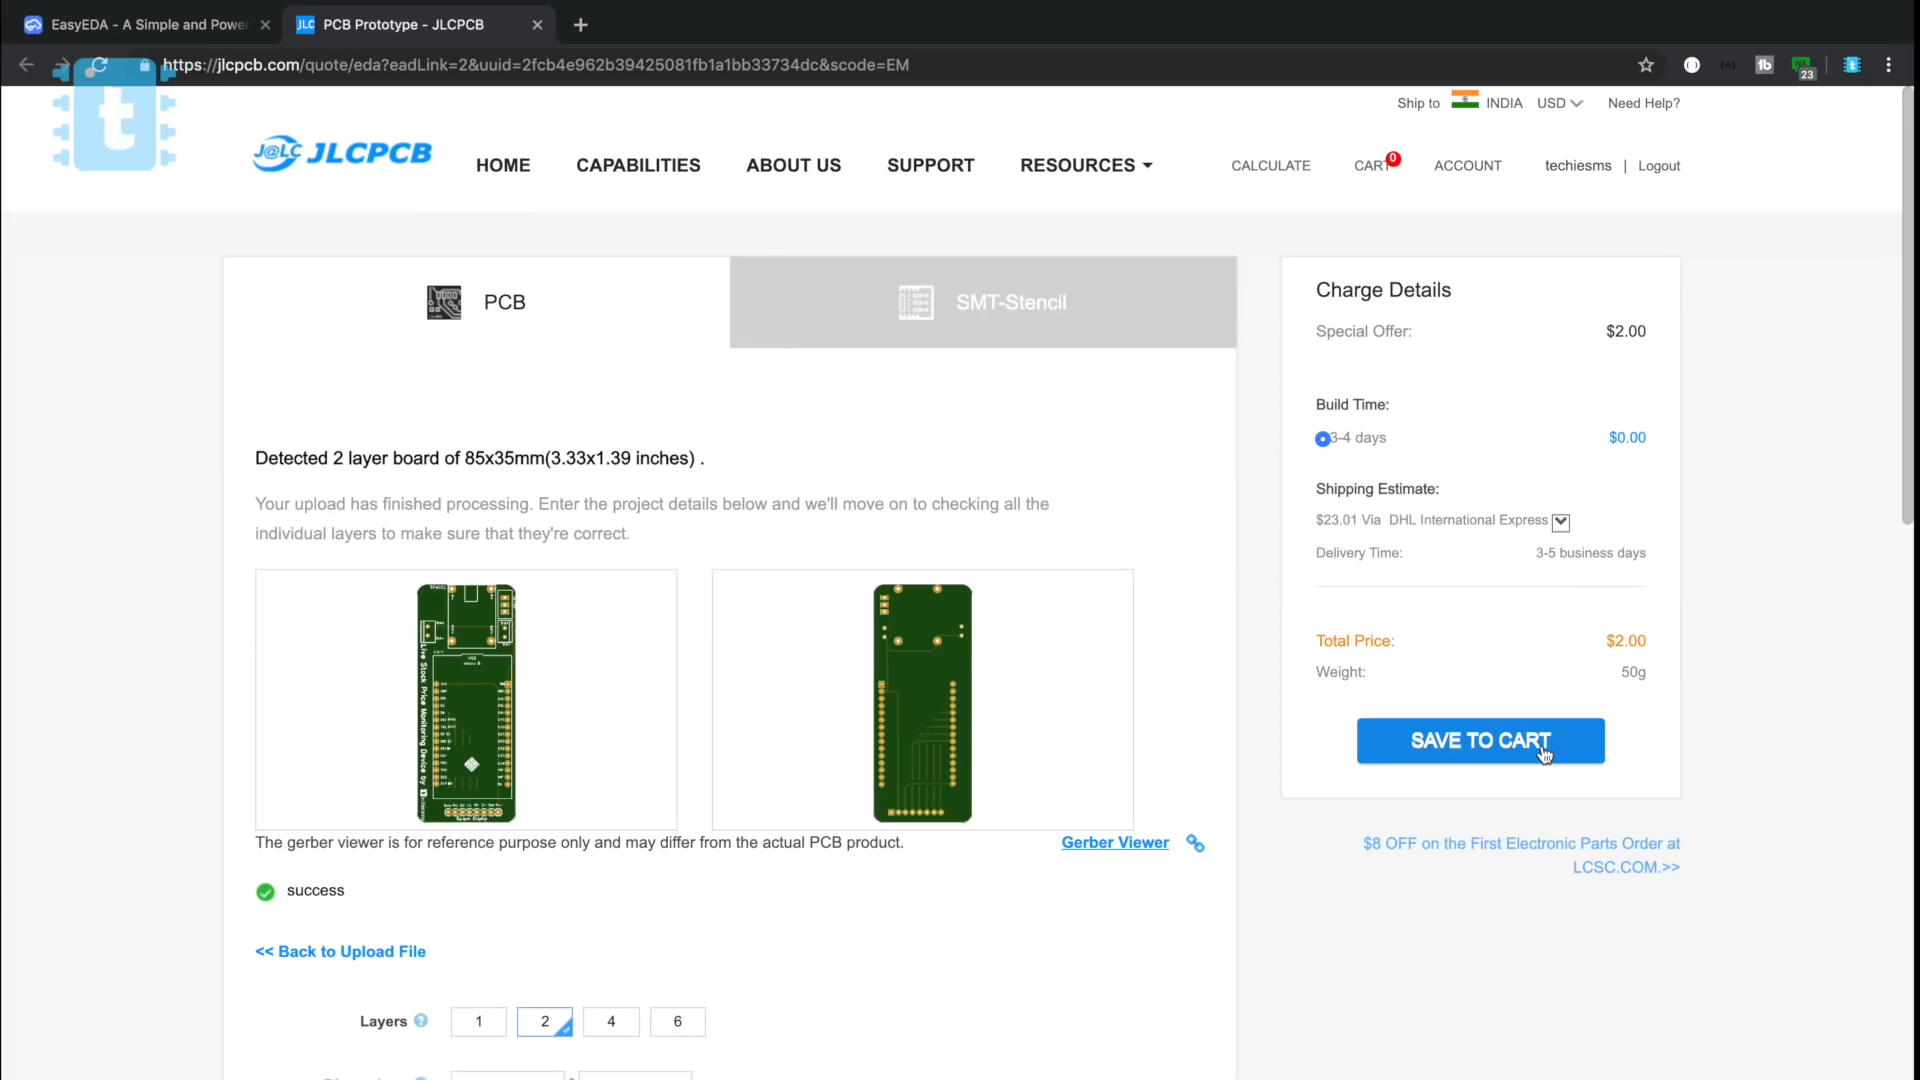 EasyEDA - A Simple and Power
JLC PCB Prototype - JLCPCB
https://jlcpcb.com/quote/eda?eadLink=2&uuid=2fcb4e962b39425081fb1a1bb33734dc&scode=EM
23
t
Ship to INDIA USD Need Help?
J@LC JLCPCB
HOME CAPABILITIES ABOUT US SUPPORT RESOURCES
CALCULATE CART 0 ACCOUNT techiesms | Logout
PCB
SMT-Stencil
Detected 2 layer board of 85x35mm(3.33x1.39 inches) .
Your upload has finished processing. Enter the project details below and we'll move on to checking all the
individual layers to make sure that they're correct.
Live Stock Price Monitoring Device by
The gerber viewer is for reference purpose only and may differ from the actual PCB product.
Gerber Viewer
success
<< Back to Upload File
Layers ? 1 2 4 6
Charge Details
Special Offer: $2.00
Build Time:
3-4 days $0.00
Shipping Estimate:
$23.01 Via DHL International Express
Delivery Time: 3-5 business days
Total Price: $2.00
Weight: 50g
SAVE TO CART
$8 OFF on the First Electronic Parts Order at
LCSC.COM.>>